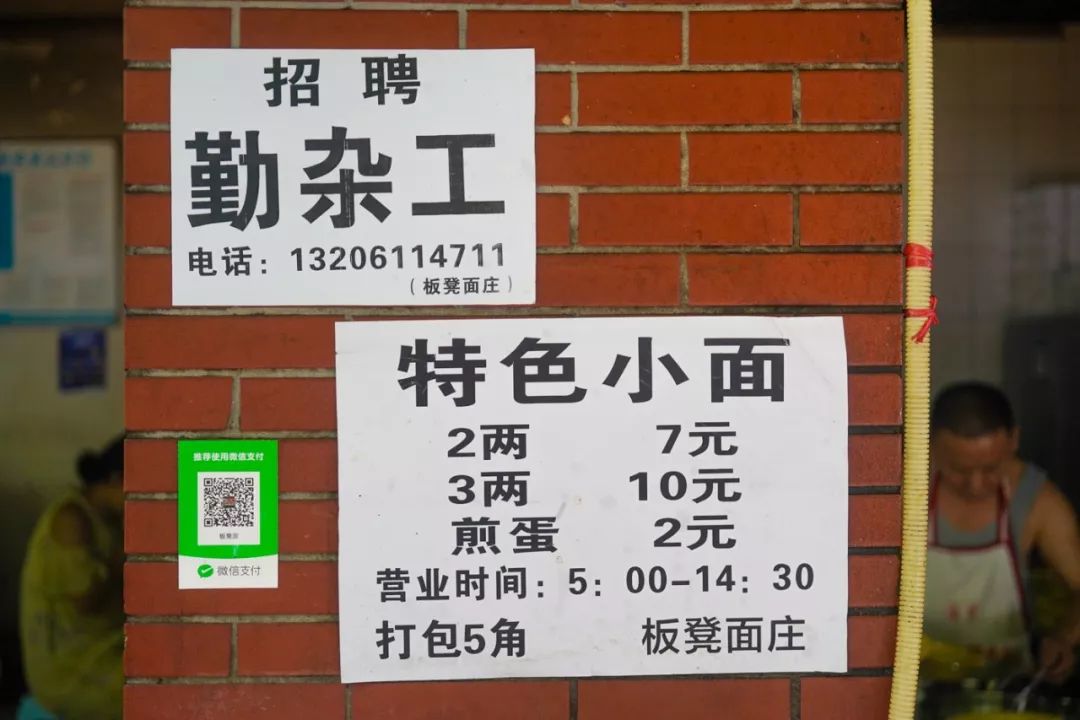 招 聘
勤杂工
电话：13206114711
（板凳面庄）
特色小面
2两 7元
3两 10元
煎蛋 2元
营业时间：5：00-14：30
打包5角 板凳面庄
推荐使用微信支付
微信支付